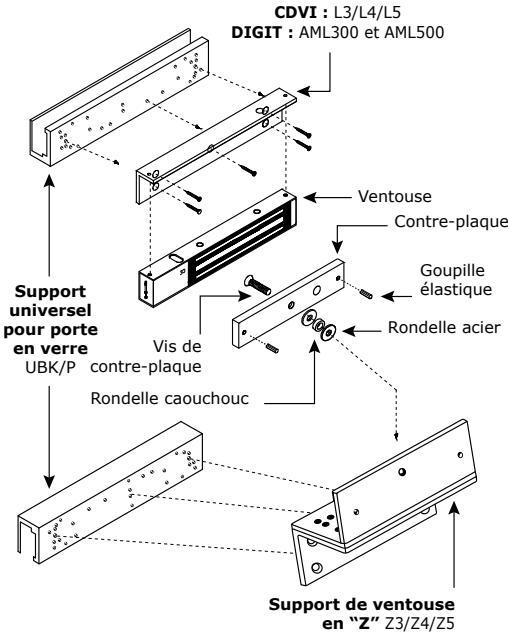 CDVI : L3/L4/L5
DIGIT : AML300 et AML500
Ventouse
Contre-plaque
Goupille
élastique
Rondelle acier
Support
universel
pour porte
en verre
UBK/P
Vis de
contre-plaque
Rondelle caouchouc
Support de ventouse
en “Z” Z3/Z4/Z5